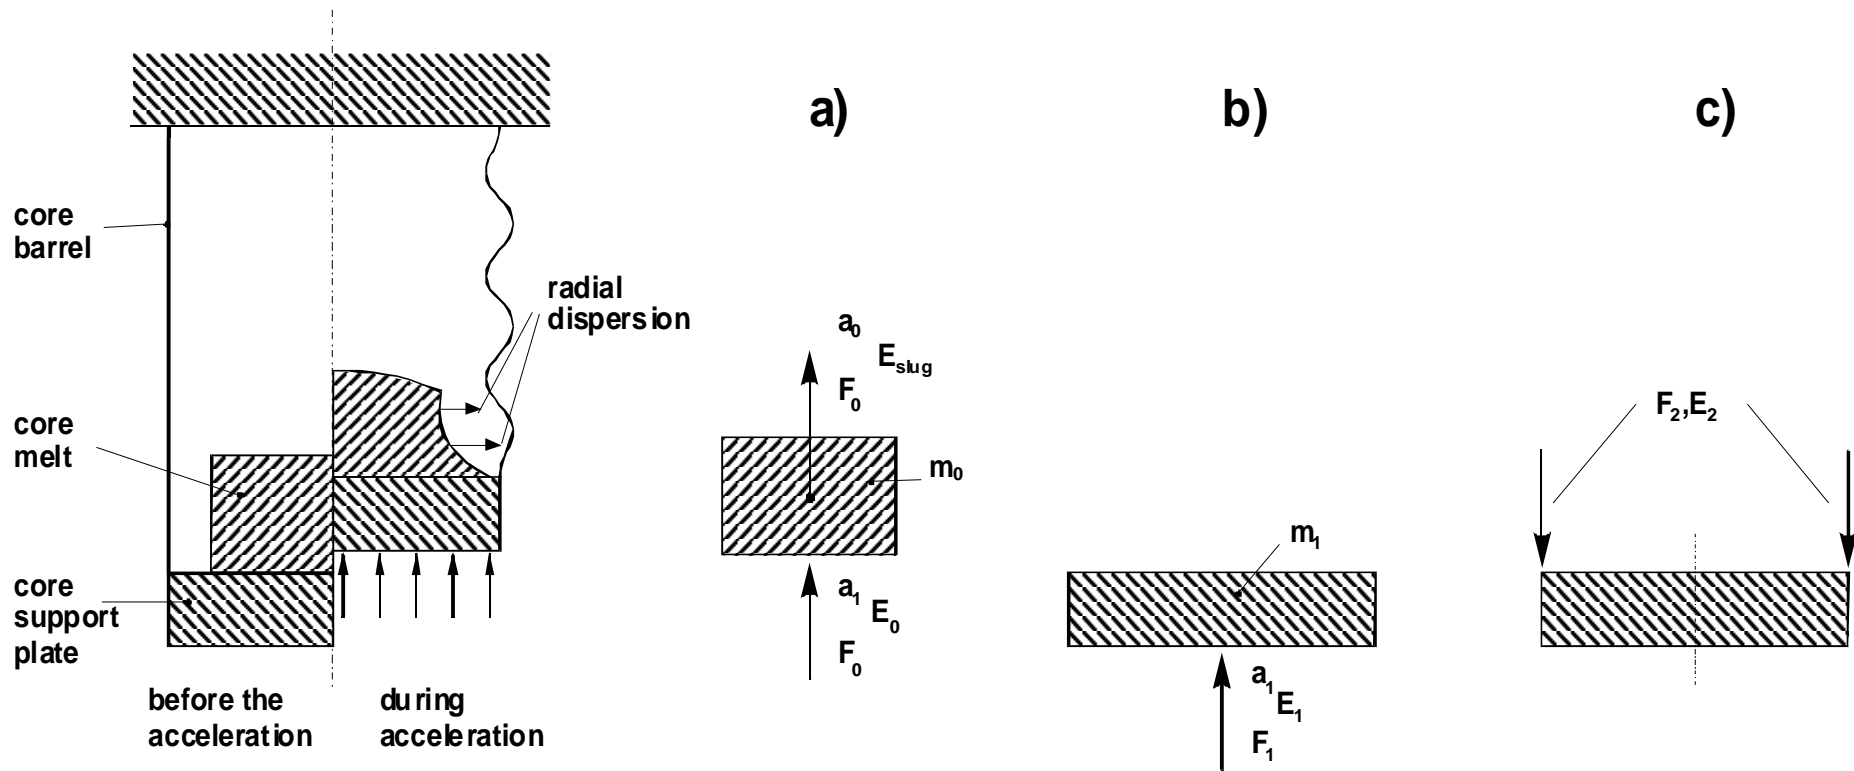 a)
b)
c)
core
barrel
radial
dispersion
core
melt
core
support
plate
before the
acceleration
during
acceleration
a₀
E_slug
F₀
m₀
a₁
E₀
F₀
m₁
a₁
E₁
F₁
F₂,E₂